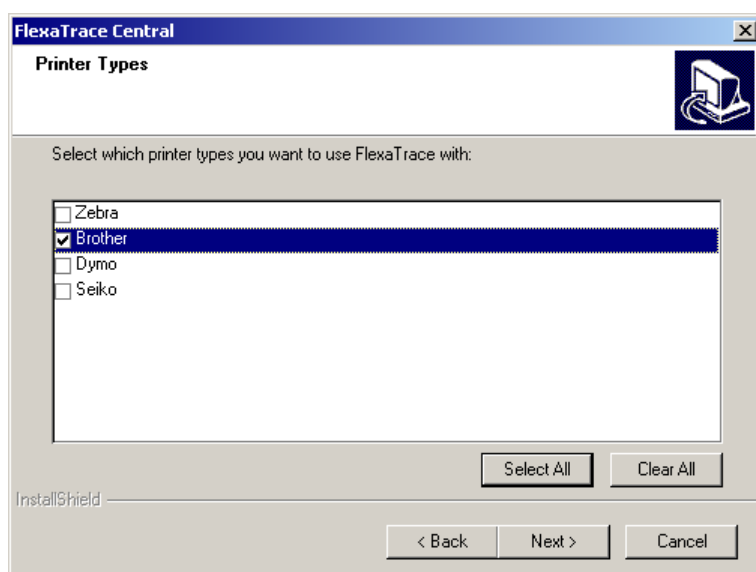 FlexaTrace Central
Printer Types
Select which printer types you want to use FlexaTrace with:
Zebra
Brother
Dymo
Seiko
Select All Clear All
InstallShield
< Back Next > Cancel